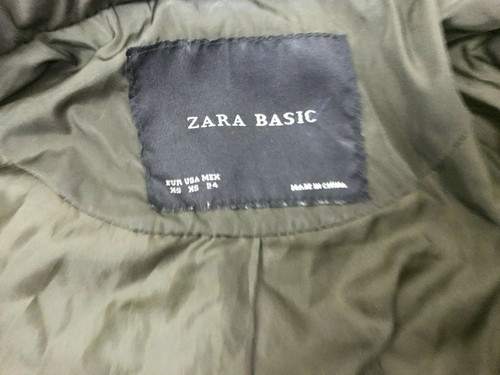 ZARA BASIC
EUR USA MEX
XS XS 24
MADE IN CHINA